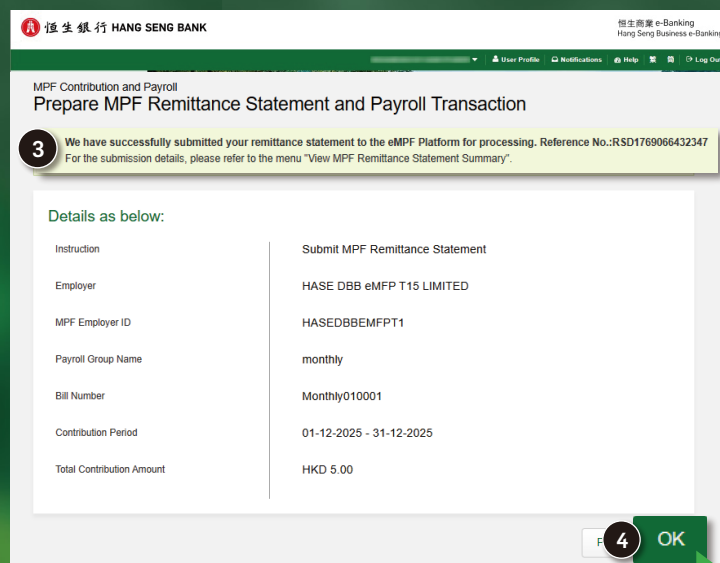 恒生銀行 HANG SENG BANK
恒生商業 e-Banking
Hang Seng Business e-Banking
User Profile Notifications Help 繁 簡 Log Out
MPF Contribution and Payroll
Prepare MPF Remittance Statement and Payroll Transaction
3
We have successfully submitted your remittance statement to the eMPF Platform for processing. Reference No.:RSD1769066432347
For the submission details, please refer to the menu "View MPF Remittance Statement Summary".
Details as below:
Instruction Submit MPF Remittance Statement
Employer HASE DBB eMFP T15 LIMITED
MPF Employer ID HASEDBBEMFPT1
Payroll Group Name monthly
Bill Number Monthly010001
Contribution Period 01-12-2025 - 31-12-2025
Total Contribution Amount HKD 5.00
4 OK